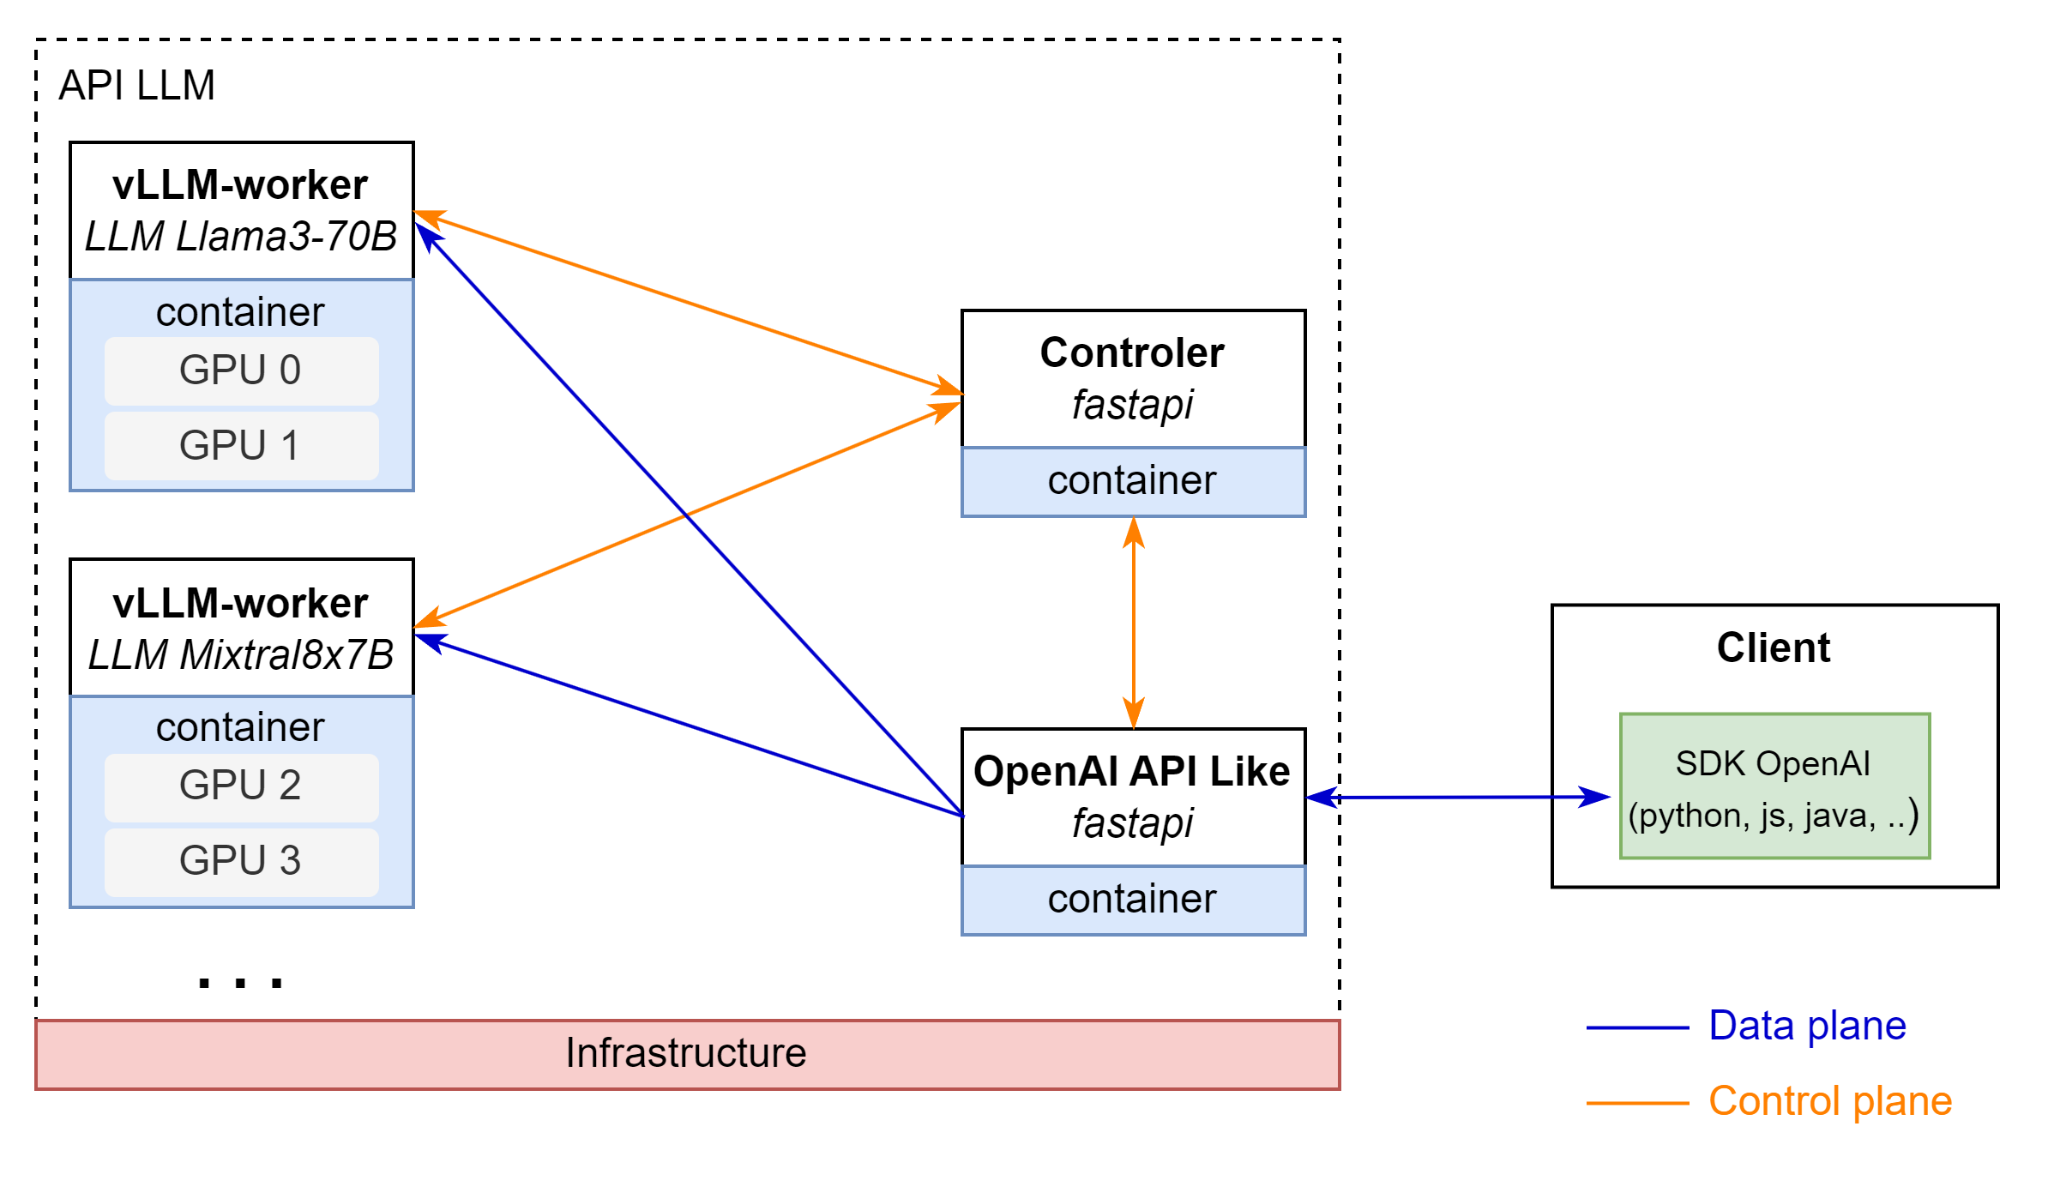 API LLM
vLLM-worker
LLM Llama3-70B
container
GPU 0
GPU 1
vLLM-worker
LLM Mixtral8x7B
container
GPU 2
GPU 3
. . .
Controler
fastapi
container
OpenAI API Like
fastapi
container
Infrastructure
Client
SDK OpenAI
(python, js, java, ..)
Data plane
Control plane